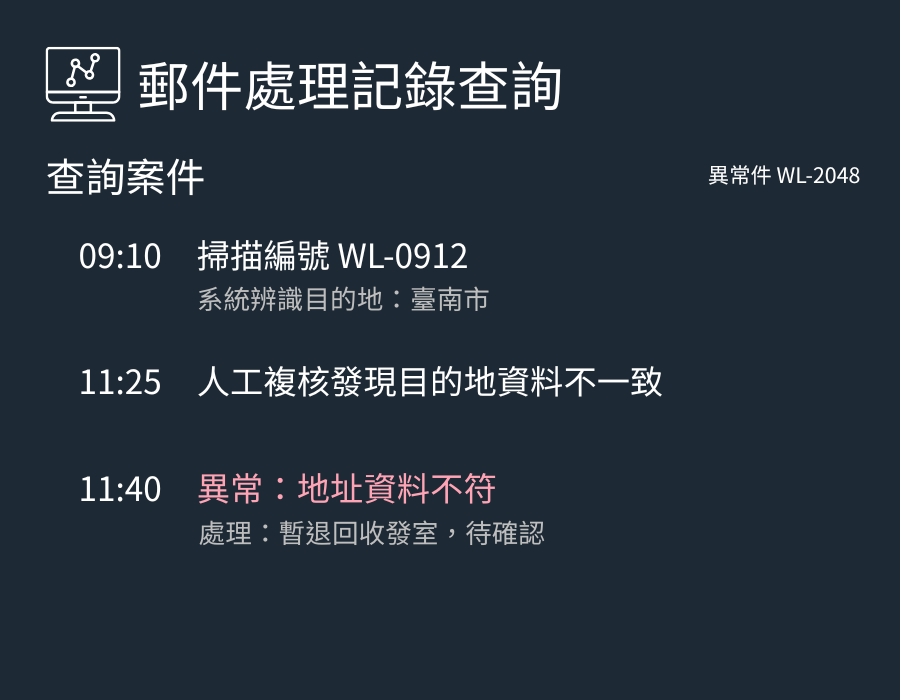 郵件處理記錄查詢
查詢案件
異常件 WL-2048
09:10 掃描編號 WL-0912
系統辨識目的地：臺南市
11:25 人工複核發現目的地資料不一致
11:40 異常：地址資料不符
處理：暫退回收發室，待確認